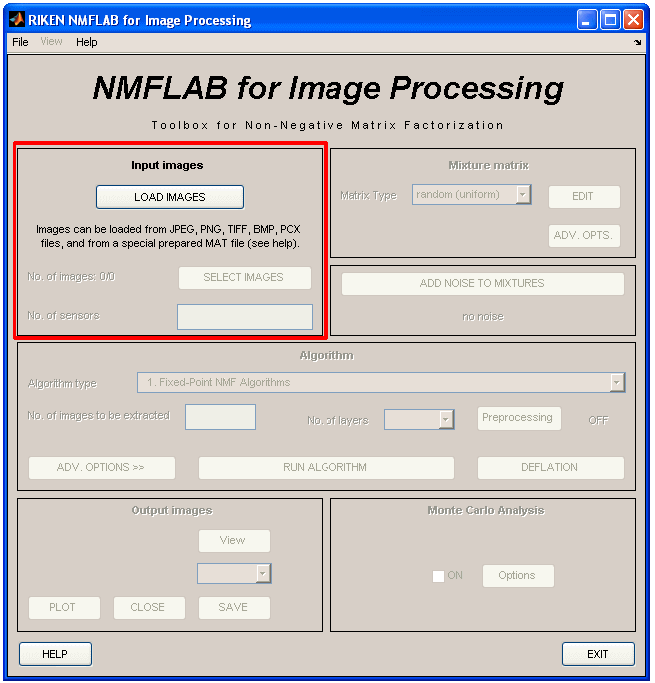 RIKEN NMFLAB for Image Processing
File View Help
NMFLAB for Image Processing
Toolbox for Non-Negative Matrix Factorization
Input images
LOAD IMAGES
Images can be loaded from JPEG, PNG, TIFF, BMP, PCX
files, and from a special prepared MAT file (see help).
No. of images: 0/0
SELECT IMAGES
No. of sensors
Mixture matrix
Matrix Type
random (uniform)
EDIT
ADV. OPTS.
ADD NOISE TO MIXTURES
no noise
Algorithm
Algorithm type
1. Fixed-Point NMF Algorithms
No. of images to be extracted
No. of layers
Preprocessing
OFF
ADV. OPTIONS >>
RUN ALGORITHM
DEFLATION
Output images
View
PLOT
CLOSE
SAVE
Monte Carlo Analysis
ON
Options
HELP
EXIT